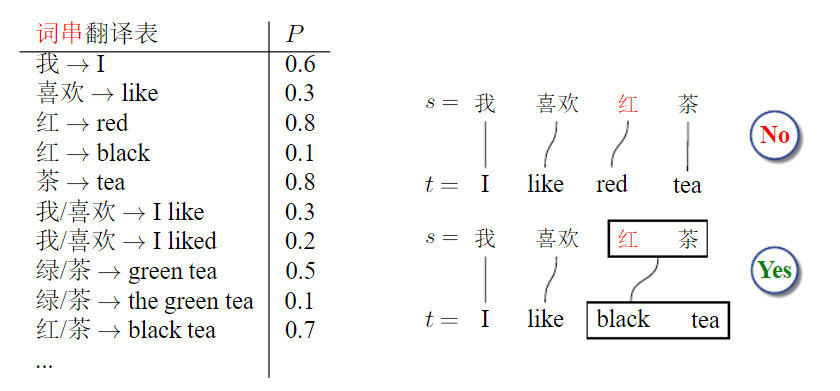 词串翻译表 P
我 → I 0.6
喜欢 → like 0.3
红 → red 0.8
红 → black 0.1
茶 → tea 0.8
我/喜欢 → I like 0.3
我/喜欢 → I liked 0.2
绿/茶 → green tea 0.5
绿/茶 → the green tea 0.1
红/茶 → black tea 0.7
...
s = 我 喜欢 红 茶
No
t = I like red tea
s = 我 喜欢 红 茶
Yes
t = I like black tea